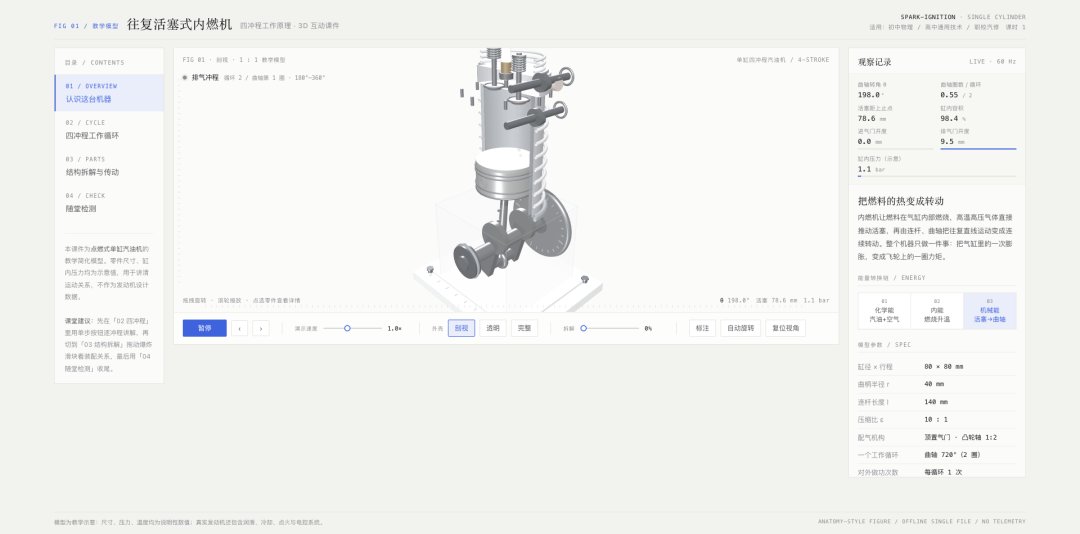 FIG 01 / 教学模型 往复活塞式内燃机 四冲程工作原理 · 3D 互动课件
SPARK-IGNITION · SINGLE CYLINDER
适用: 初中物理 / 高中通用技术 / 职校汽修 课时 1
目录 / CONTENTS
01 / OVERVIEW
认识这台机器
02 / CYCLE
四冲程工作循环
03 / PARTS
结构拆解与传动
04 / CHECK
随堂检测
本课件为点燃式单缸汽油机的
教学简化模型。零件尺寸、缸
内压力均为示意值，用于讲清
运动关系，不作为发动机设计
数据。
课堂建议：先在「02 四冲程」
里用单步按钮逐冲程讲解，再
切到「03 结构拆解」拖动爆炸
滑块看装配关系，最后用「04
随堂检测」收尾。
FIG 01 · 剖视 · 1 : 1 教学模型
单缸四冲程汽油机 / 4-STROKE
排气冲程 循环 2 / 曲轴第 1 圈 · 180°–360°
拖拽旋转 · 滚轮缩放 · 点选零件查看详情
θ 198.0° 活塞 78.6 mm 1.1 bar
暂停 ‹ › 演示速度 1.0× 外壳 剖视 透明 完整 拆解 0% 标注 自动旋转 复位视角
观察记录 LIVE · 60 Hz
曲轴转角 θ 曲轴圈数 / 循环
198.0° 0.55 / 2
活塞距上止点 缸内容积
78.6 mm 98.4 %
进气门升度 排气门升度
0.0 mm 9.5 mm
缸内压力（示意）
1.1 bar
把燃料的热变成转动
内燃机让燃料在气缸内部燃烧，高温高压气体直接
推动活塞，再由连杆、曲轴把往复直线运动变成连
续转动。整个机器只做一件事：把气缸里的一次膨
胀，变成飞轮上的一圈力矩。
能量转换链 / ENERGY
01 02 03
化学能 内能 机械能
汽油+空气 燃烧升温 活塞→曲轴
模型参数 / SPEC
缸径 × 行程 80 × 80 mm
曲柄半径 r 40 mm
连杆长度 l 140 mm
压缩比 ε 10 : 1
配气机构 顶置气门 · 凸轮轴 1:2
一个工作循环 曲轴 720°（2 圈）
对外做功次数 每循环 1 次
模型为教学示意：尺寸、压力、温度均为说明性数值；真实发动机还包含润滑、冷却、点火与电控系统。
ANATOMY-STYLE FIGURE / OFFLINE SINGLE FILE / NO TELEMETRY